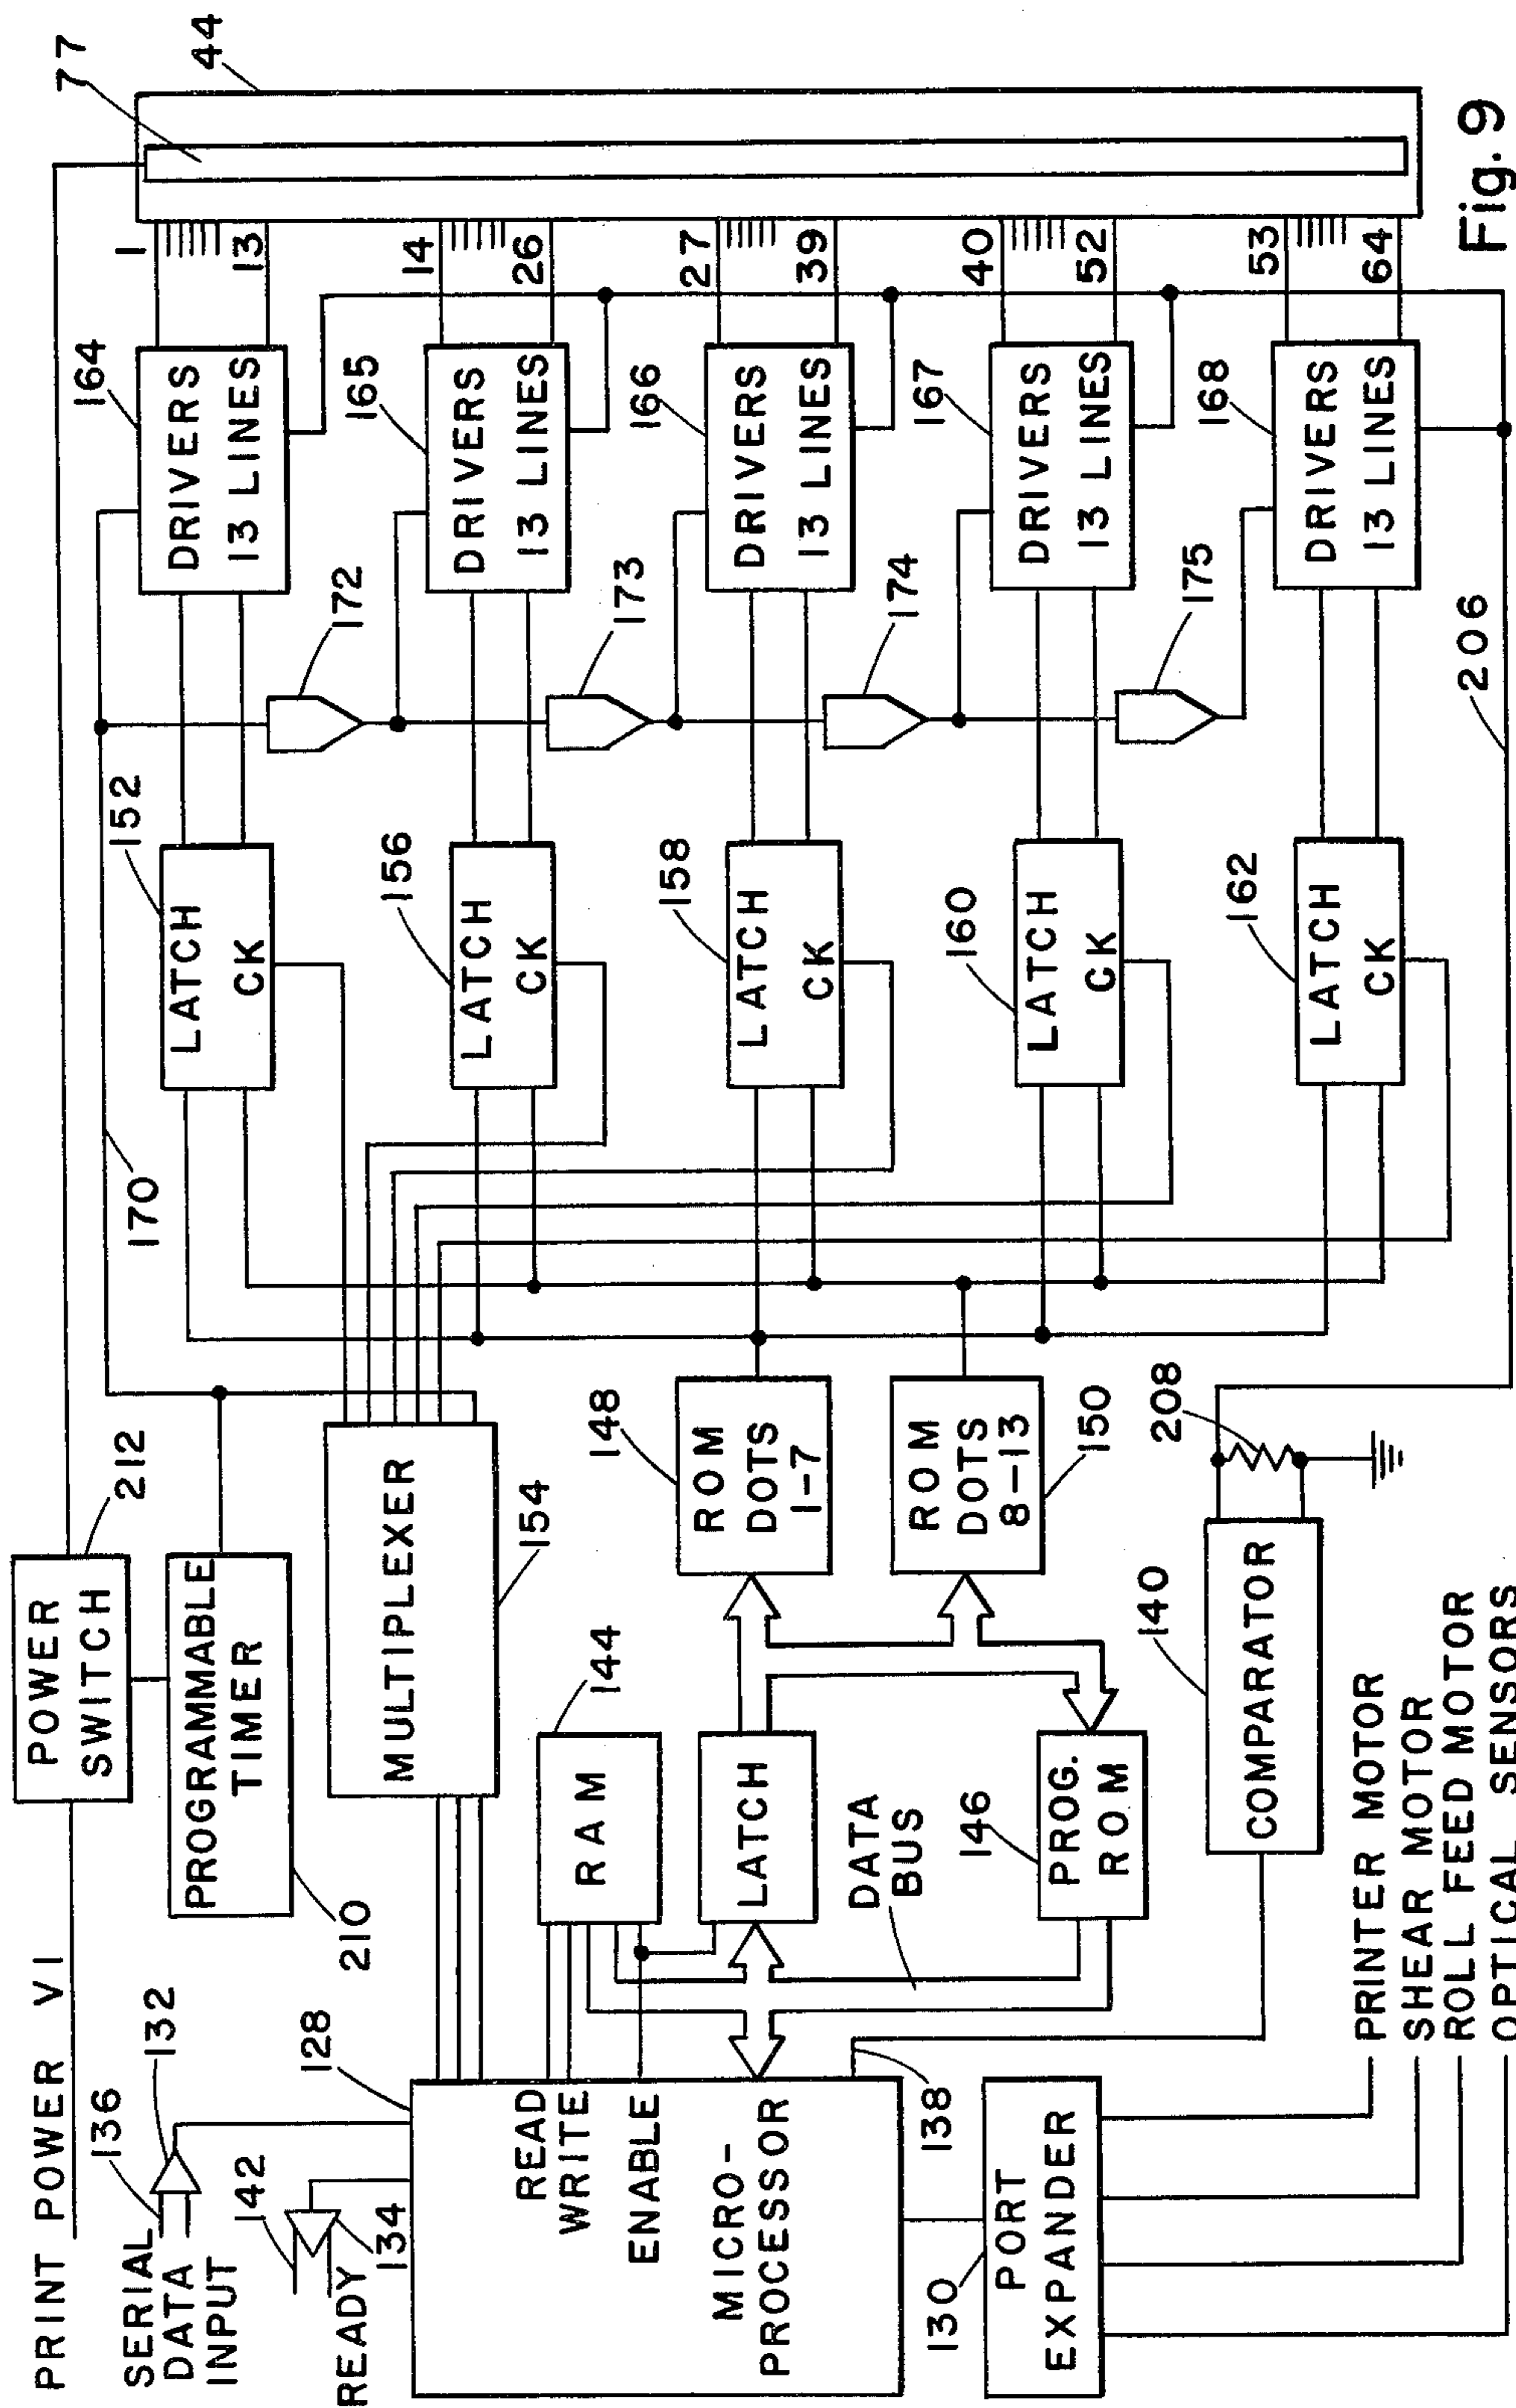 PRINT POWER V1
SERIAL
DATA
INPUT
136
132
142
134
READY
128
READ
WRITE
ENABLE
MICRO-
PROCESSOR
138
130
PORT
EXPANDER
PRINTER MOTOR
SHEAR MOTOR
ROLL FEED MOTOR
OPTICAL SENSORS
POWER
SWITCH
212
PROGRAMMABLE
TIMER
210
MULTIPLEXER
154
RAM
144
LATCH
DATA
BUS
146
PROG.
ROM
140
COMPARATOR
208
148
ROM
DOTS
1-7
ROM
DOTS
8-13
150
170
152
LATCH
CK
156
LATCH
CK
158
LATCH
CK
160
LATCH
CK
162
LATCH
CK
172
173
174
175
206
164
DRIVERS
13 LINES
165
DRIVERS
13 LINES
166
DRIVERS
13 LINES
167
DRIVERS
13 LINES
168
DRIVERS
13 LINES
1
13
14
26
27
39
40
52
53
64
77
44
Fig. 9